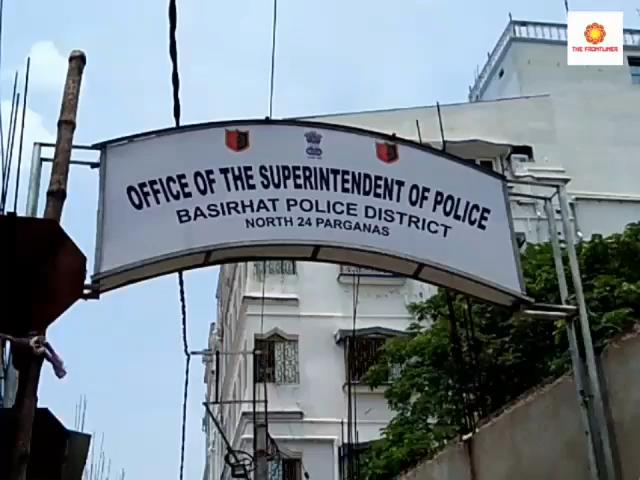 THE FRONTLINER
OFFICE OF THE SUPERINTENDENT OF POLICE
BASIRHAT POLICE DISTRICT
NORTH 24 PARGANAS